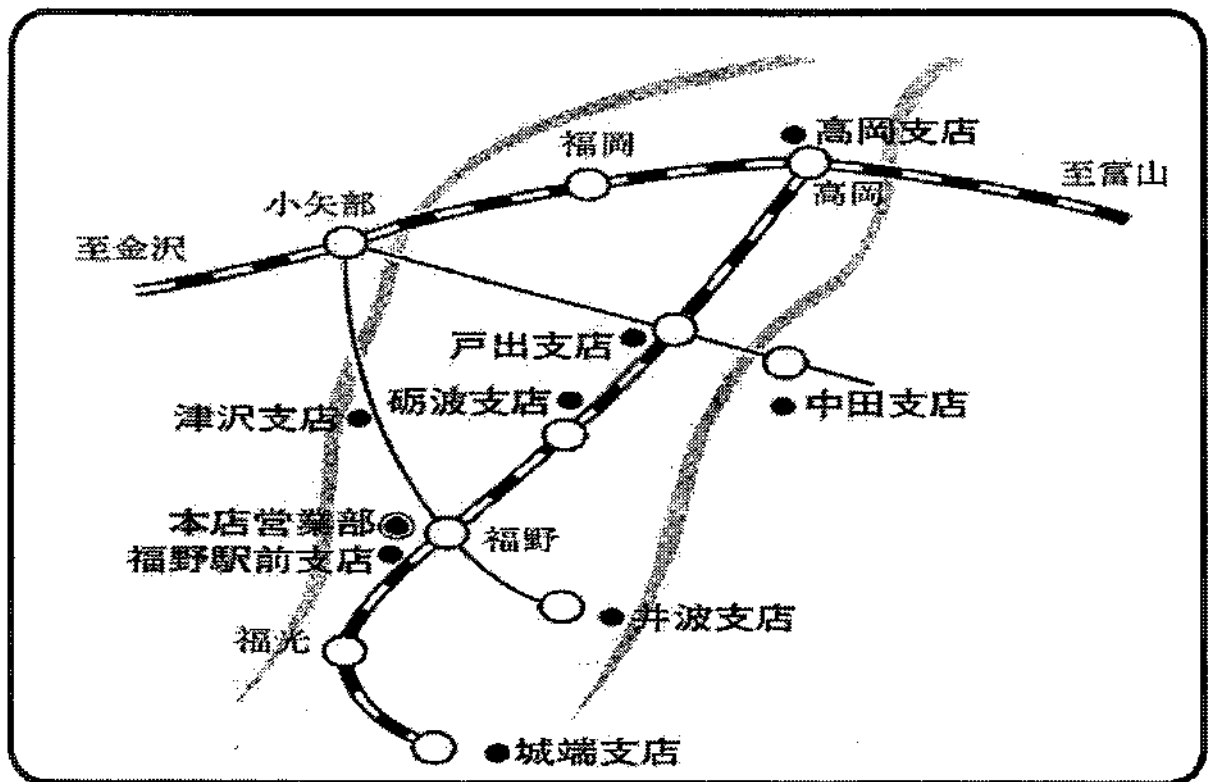 高岡支店
福岡
至富山
高岡
小矢部
至金沢
戸出支店
砺波支店
中田支店
津沢支店
本店営業部
福野
福野駅前支店
井波支店
福光
城端支店